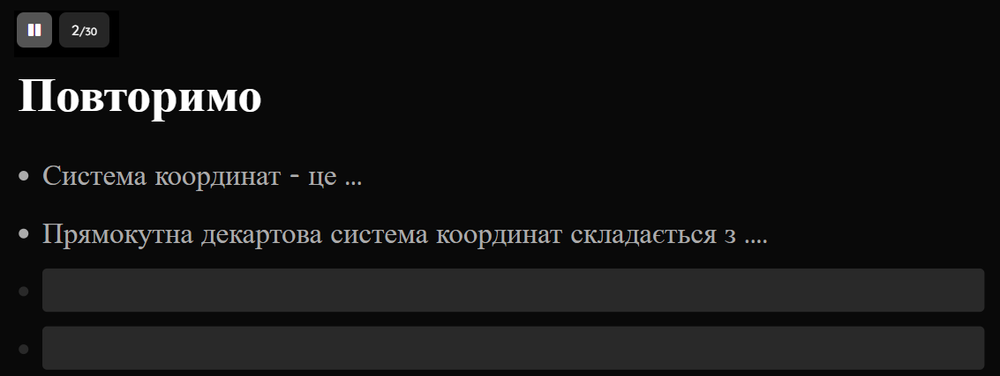 2/30
Повторимо
Система координат - це ...
Прямокутна декартова система координат складається з ....